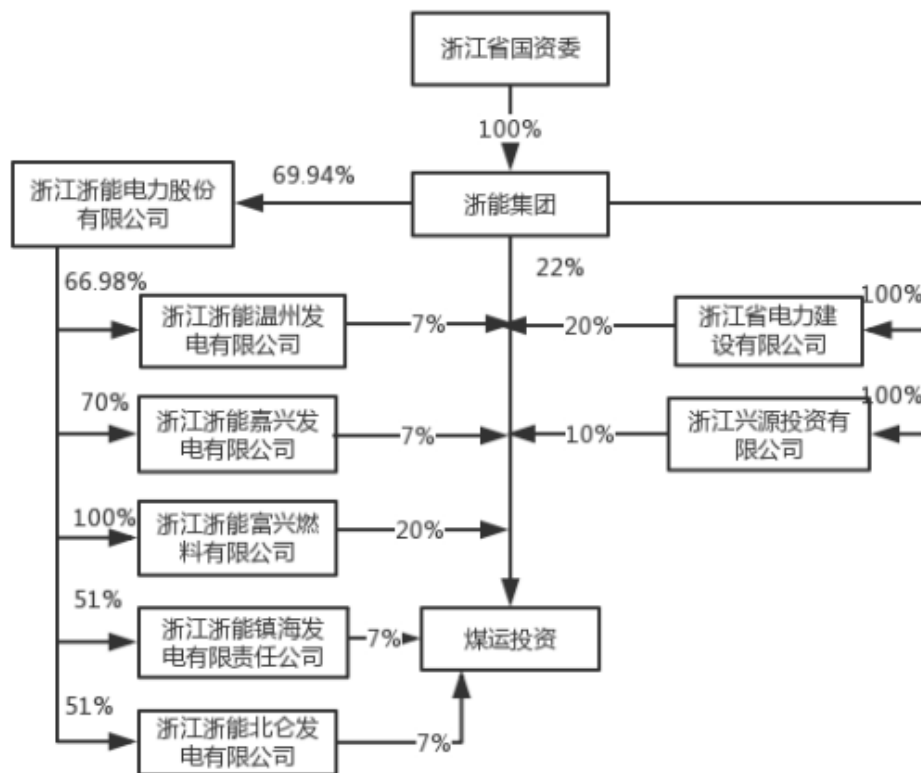 浙江省国资委
100%
浙江浙能电力股份
有限公司
69.94%
浙能集团
66.98%
22%
浙江浙能温州发
电有限公司
7%
20%
浙江省电力建
设有限公司
100%
70%
浙江浙能嘉兴发
电有限公司
7%
10%
浙江兴源投资有
限公司
100%
100%
浙江浙能富兴燃
料有限公司
20%
51%
浙江浙能镇海发
电有限责任公司
7%
煤运投资
51%
浙江浙能北仑发
电有限公司
7%